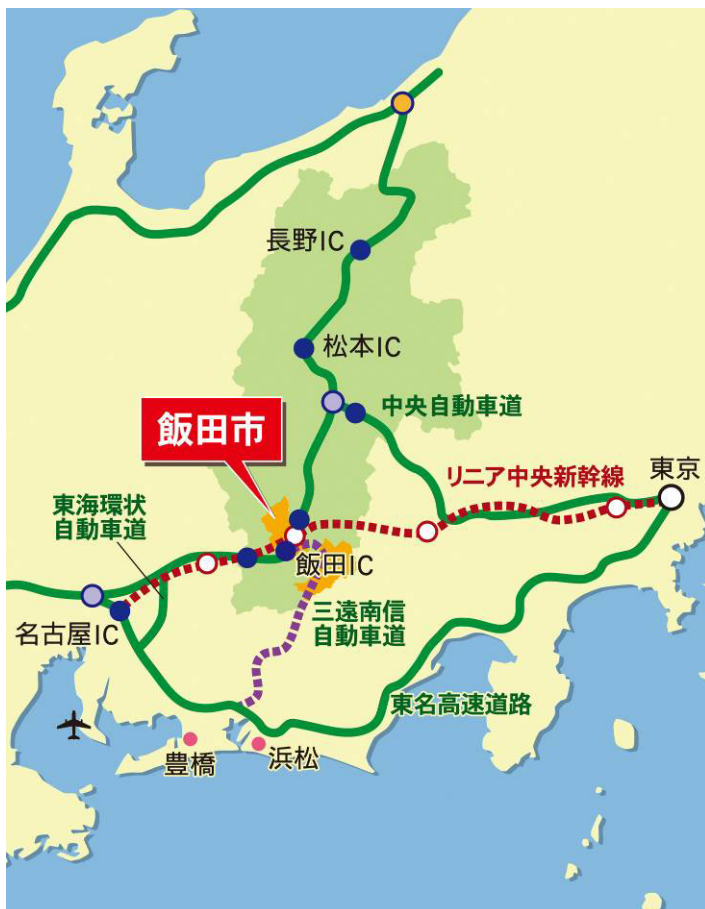 長野IC
松本IC
中央自動車道
飯田市
リニア中央新幹線
東京
東海環状
自動車道
飯田IC
名古屋IC
三遠南信
自動車道
東名高速道路
豊橋
浜松